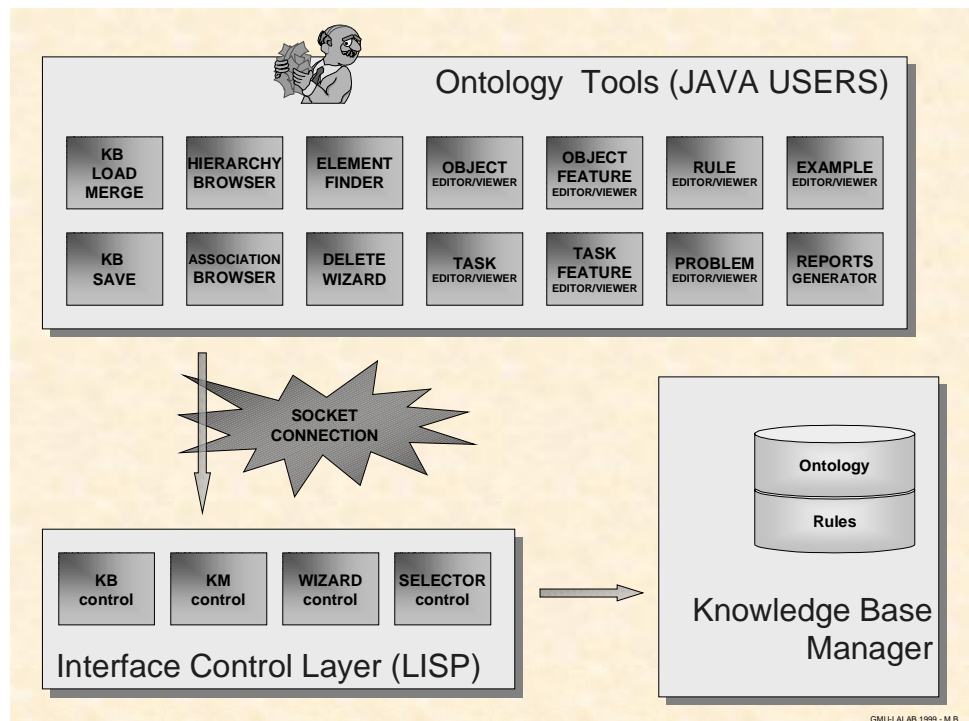 Ontology Tools (JAVA USERS)
KB
LOAD
MERGE
HIERARCHY
BROWSER
ELEMENT
FINDER
OBJECT
EDITOR/VIEWER
OBJECT
FEATURE
EDITOR/VIEWER
RULE
EDITOR/VIEWER
EXAMPLE
EDITOR/VIEWER
KB
SAVE
ASSOCIATION
BROWSER
DELETE
WIZARD
TASK
EDITOR/VIEWER
TASK
FEATURE
EDITOR/VIEWER
PROBLEM
EDITOR/VIEWER
REPORTS
GENERATOR
SOCKET
CONNECTION
Ontology
Rules
KB
control
KM
control
WIZARD
control
SELECTOR
control
Interface Control Layer (LISP)
Knowledge Base
Manager
GMU-LALAB 1999 - M.B.